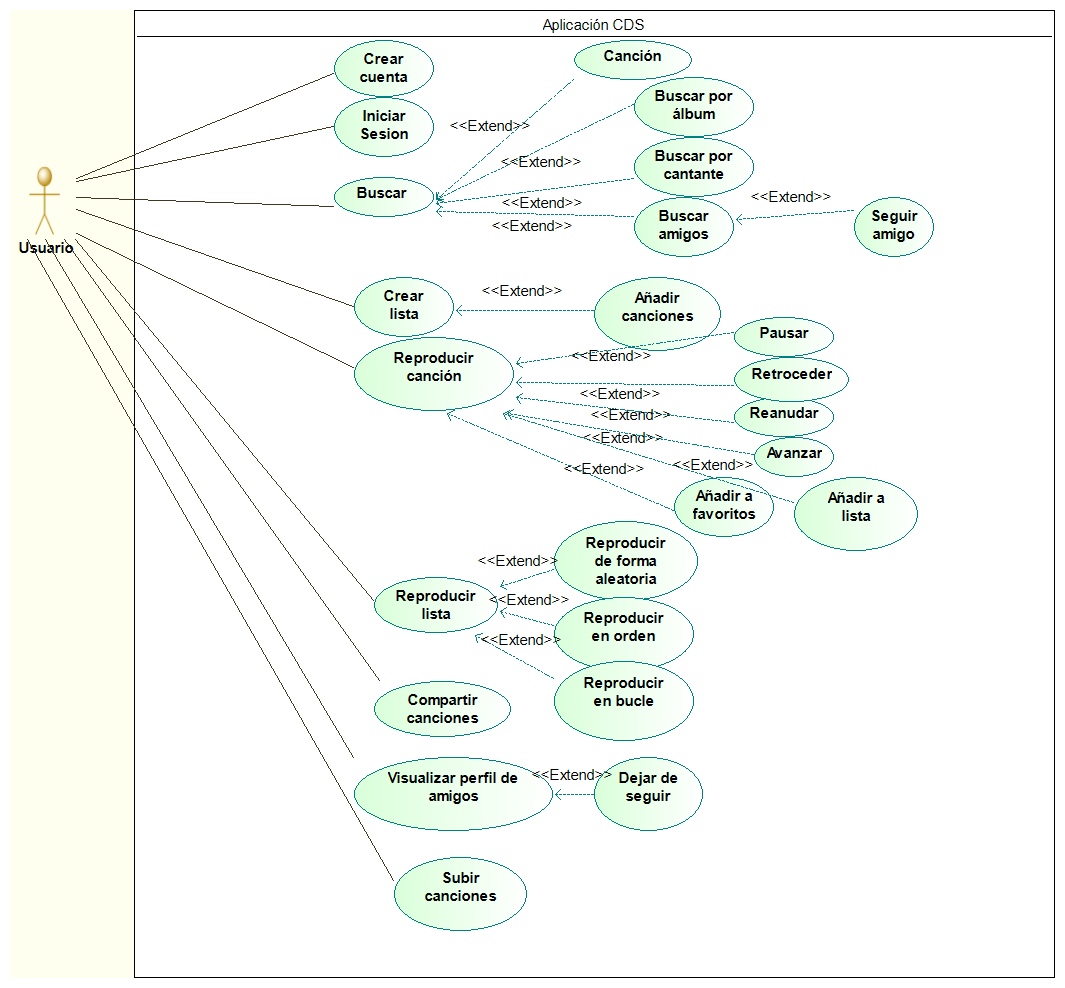 Aplicación CDS
Crear
cuenta
Canción
Iniciar
Sesion
<<Extend>>
Buscar por
álbum
<<Extend>>
Buscar por
cantante
Buscar
<<Extend>>
<<Extend>>
Buscar
amigos
<<Extend>>
Seguir
amigo
Usuario
Crear
lista
<<Extend>>
Añadir
canciones
Reproducir
canción
<<Extend>>
Pausar
<<Extend>>
Retroceder
<<Extend>>
Reanudar
<<Extend>>
Avanzar
<<Extend>>
<<Extend>>
Añadir a
favoritos
Añadir a
lista
<<Extend>>
Reproducir
de forma
aleatoria
Reproducir
lista
<<Extend>>
<<Extend>>
Reproducir
en orden
Reproducir
en bucle
Compartir
canciones
Visualizar perfil de
amigos
<<Extend>>
Dejar de
seguir
Subir
canciones